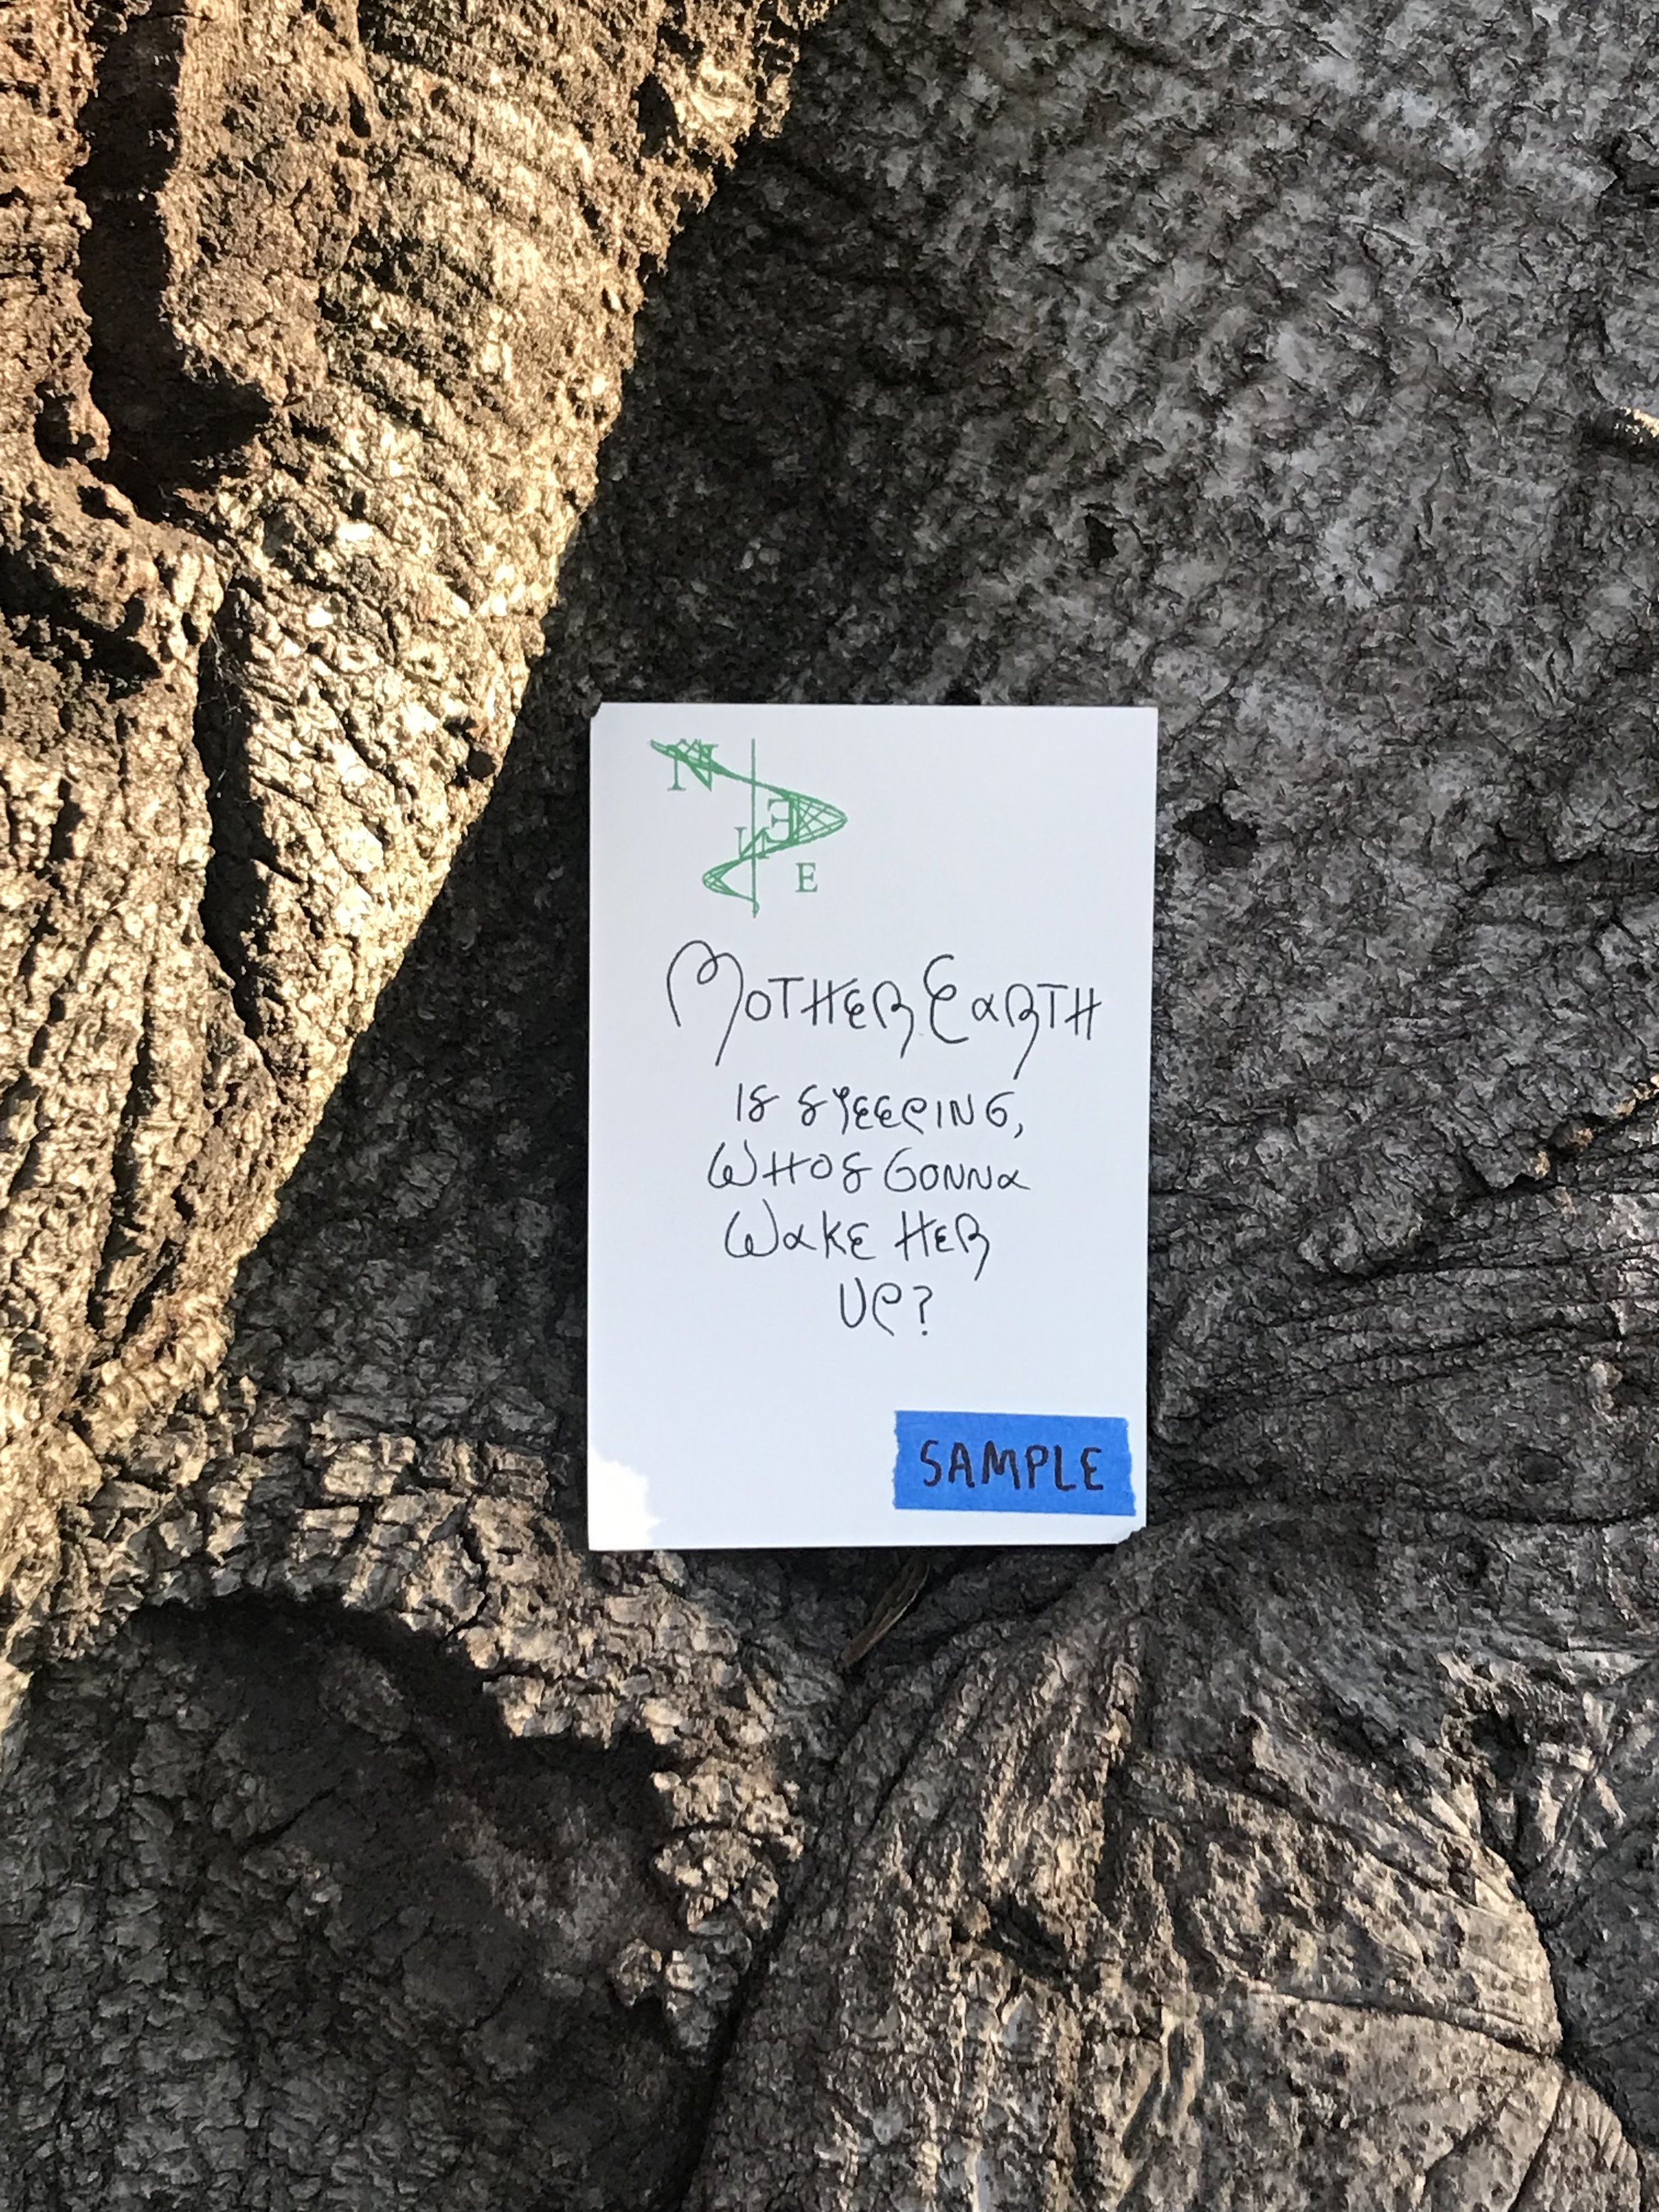 N
E
N
E
Mother Earth
is sleeping,
Whos Gonna
Wake Her
up?
SAMPLE